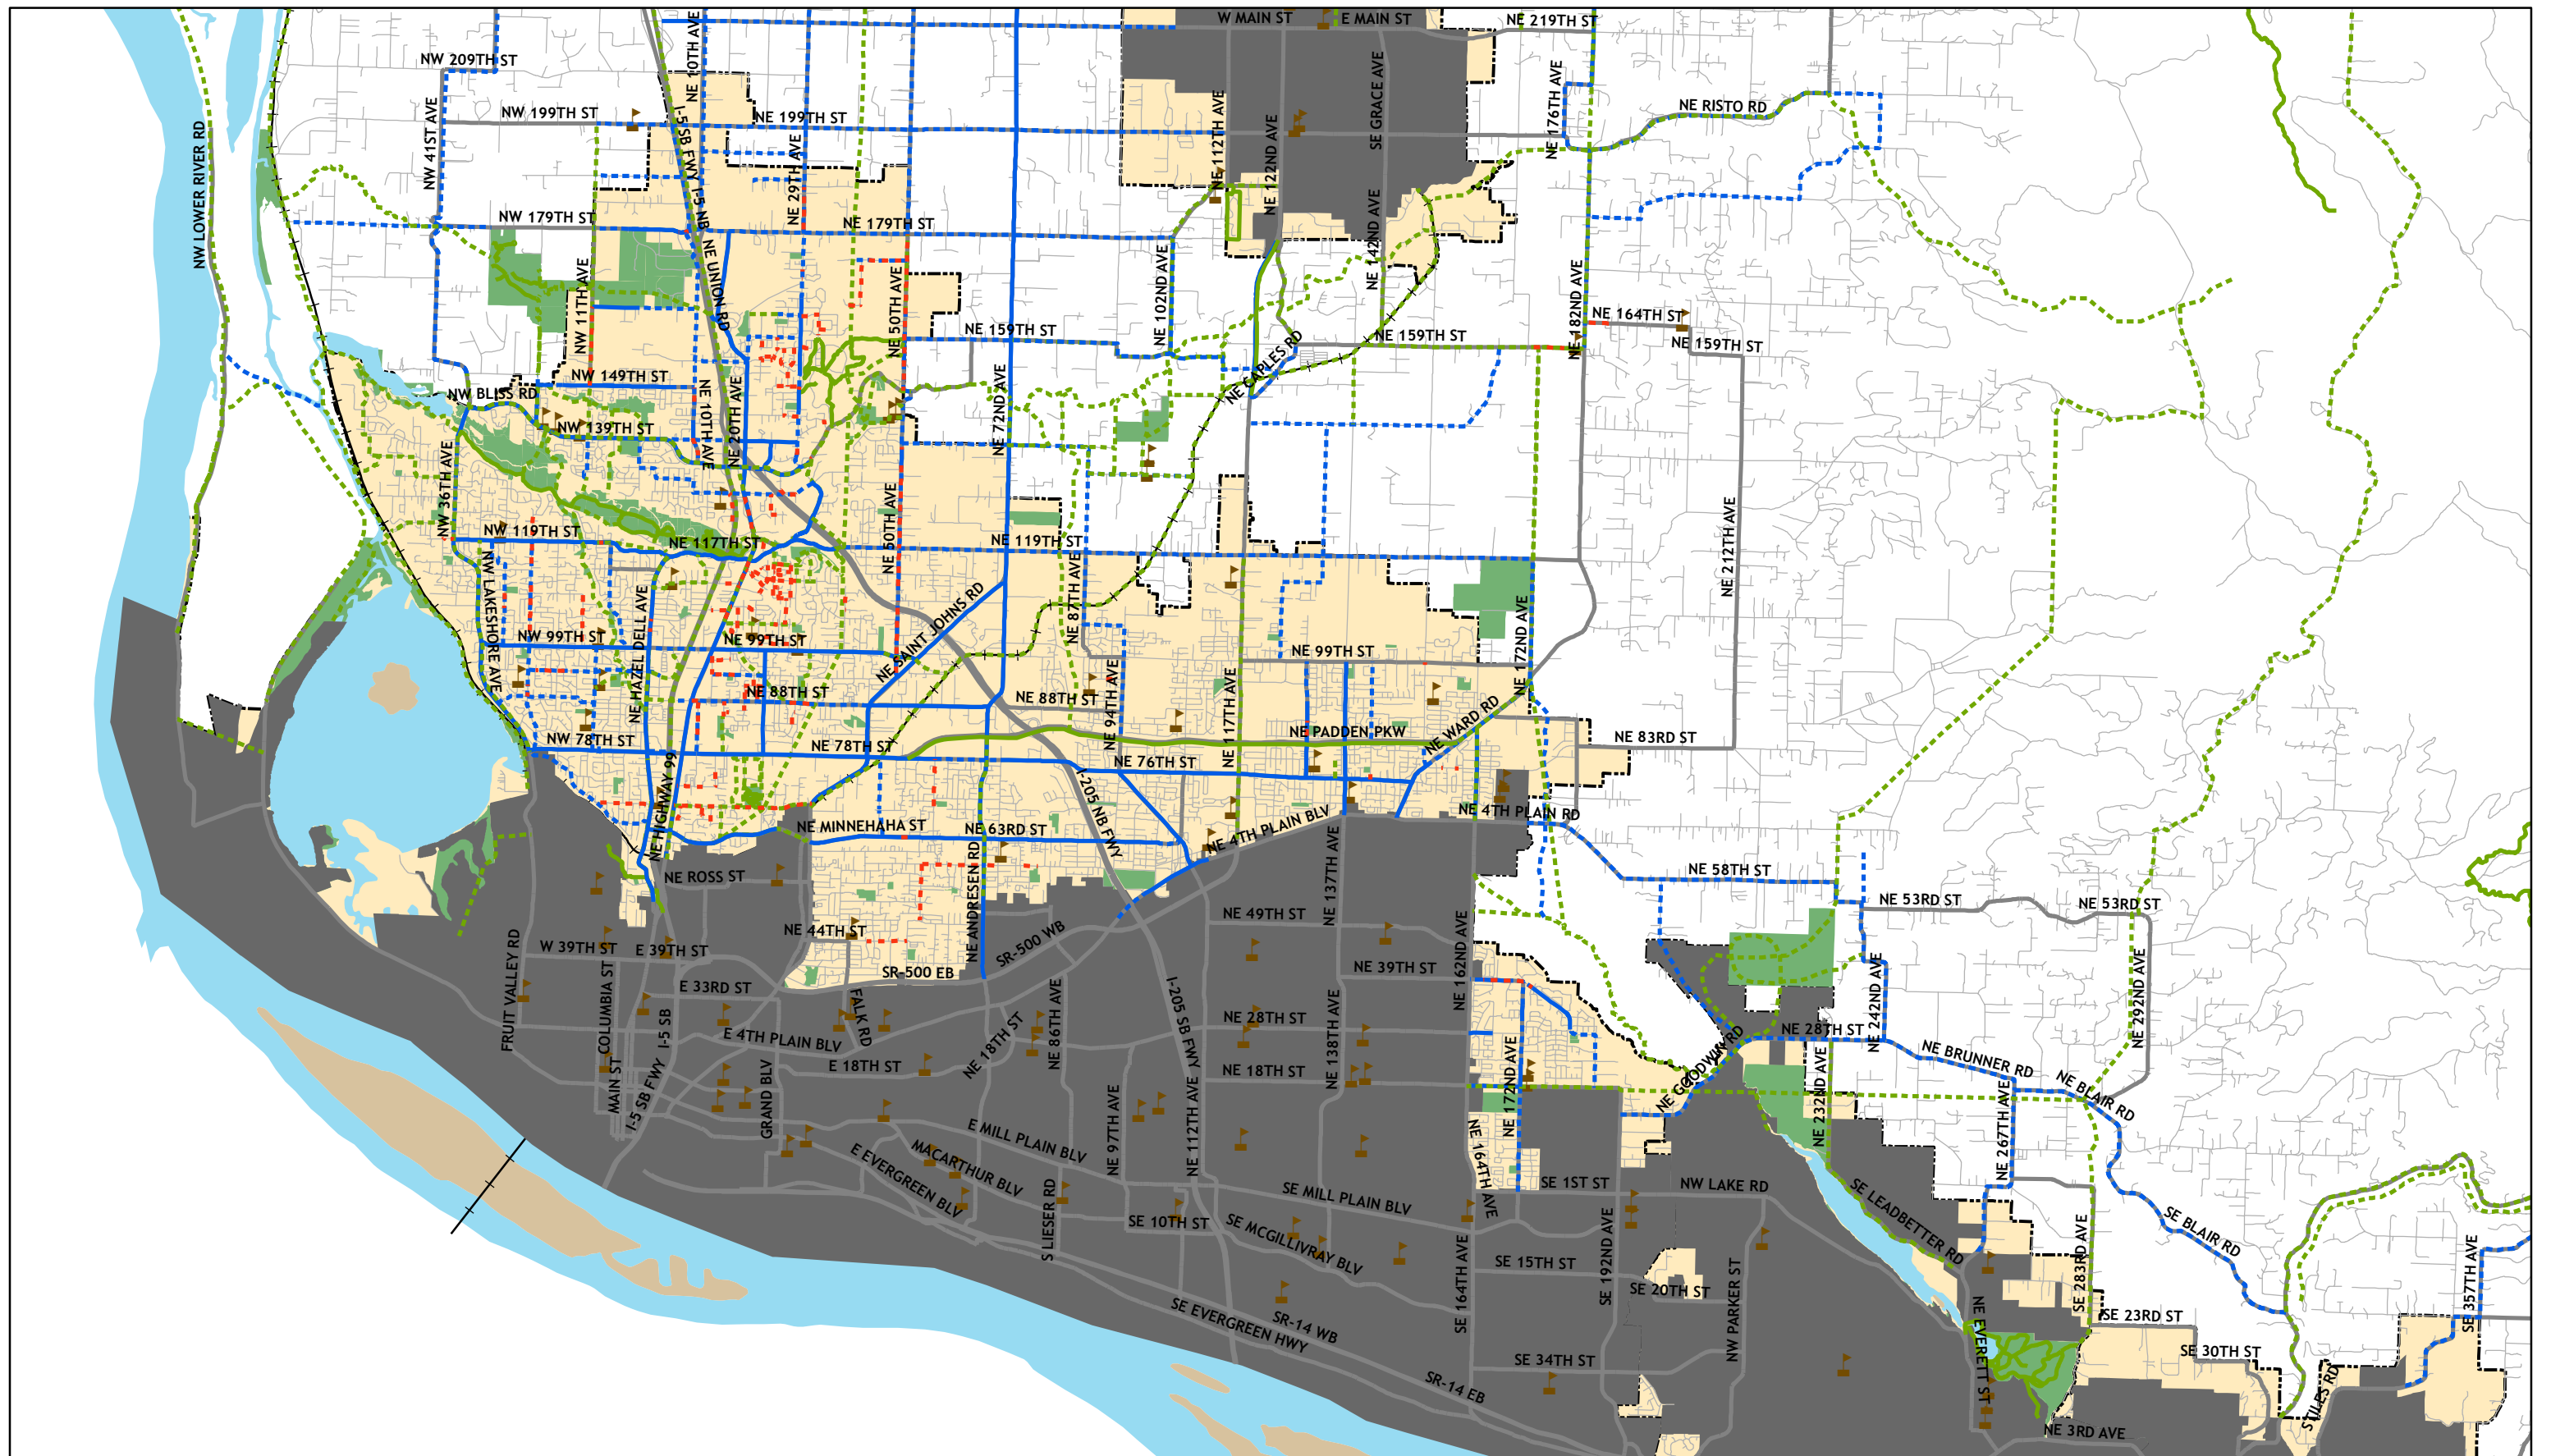 W MAIN ST
E MAIN ST
NE 219TH ST
NE 10TH AVE
NW 209TH ST
NW 41ST AVE
NW 199TH ST
NE 199TH ST
I-5 SB FWY
I-5 NB
NE 29TH AVE
NE 112TH AVE
NE 122ND AVE
SE GRACE AVE
NE 176TH AVE
NE RISTO RD
NW LOWER RIVER RD
NW 179TH ST
NE 179TH ST
NE UNION RD
NE 142ND AVE
NW 11TH AVE
NE 50TH AVE
NE 102ND AVE
NE 182ND AVE
NE 164TH ST
NE 159TH ST
NE 159TH ST
NE 159TH ST
NE CAPLES RD
NW 149TH ST
NW BLISS RD
NW 139TH ST
NE 10TH AVE
NE 20TH AVE
NE 72ND AVE
NW 36TH AVE
NW 119TH ST
NE 117TH ST
NE 50TH AVE
NE 119TH ST
NE 212TH AVE
NW LAKESHORE AVE
NE HAZEL DELL AVE
NE 87TH AVE
NW 99TH ST
NE 99TH ST
NE SAINT JOHNS RD
NE 99TH ST
NE 172ND AVE
NE 88TH ST
NE 88TH ST
NE 94TH AVE
NE 117TH AVE
NE PADDEN PKW
NE WARD RD
NW 78TH ST
NE 78TH ST
NE 76TH ST
NE 83RD ST
NE HIGHWAY 99
I-205 NB FWY
NE MINNEHAHA ST
NE 63RD ST
NE 4TH PLAIN BLV
NE 4TH PLAIN RD
NE ROSS ST
NE ANDRESEN RD
NE 137TH AVE
NE 58TH ST
NE 53RD ST
NE 53RD ST
NE 49TH ST
NE 44TH ST
W 39TH ST
E 39TH ST
SR-500 WB
SR-500 EB
NE 39TH ST
NE 162ND AVE
FRUIT VALLEY RD
COLUMBIA ST
E 33RD ST
FALK RD
NE 86TH AVE
I-205 SB FWY
NE 138TH AVE
NE 242ND AVE
NE 292ND AVE
I-5 SB
E 4TH PLAIN BLV
NE 18TH ST
NE 28TH ST
NE 28TH ST
NE GOODWIN RD
NE BRUNNER RD
NE BLAIR RD
E 18TH ST
NE 18TH ST
NE 172ND AVE
NE 232ND AVE
NE 267TH AVE
MAIN ST
I-5 SB FWY
GRAND BLV
E MILL PLAIN BLV
NE 97TH AVE
NE 112TH AVE
NE 164TH AVE
E EVERGREEN BLV
MACARTHUR BLV
S LIESER RD
SE MILL PLAIN BLV
SE 1ST ST
NW LAKE RD
SE LEADBETTER RD
SE BLAIR RD
SE 10TH ST
SE MCGILLIVRAY BLV
SE 164TH AVE
SE 15TH ST
SE 192ND AVE
SE 20TH ST
NW PARKER ST
SE 283RD AVE
SE 357TH AVE
SE EVERGREEN HWY
SR-14 WB
NE EVERETT ST
SE 23RD ST
SE 34TH ST
SE 30TH ST
SR-14 EB
STILES RD
NE 3RD AVE